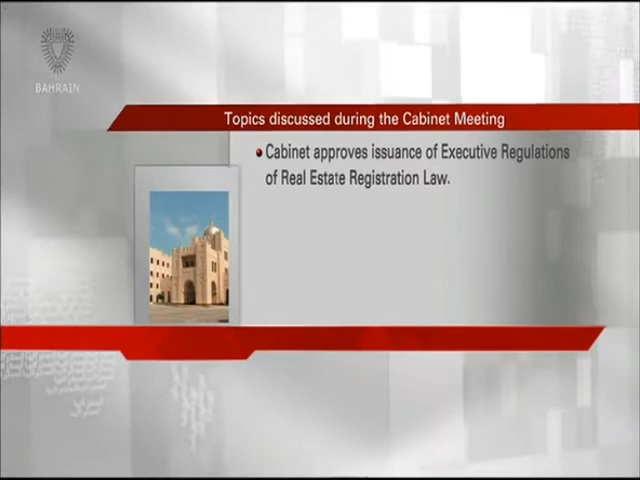 BAHRAIN
Topics discussed during the Cabinet Meeting
Cabinet approves issuance of Executive Regulations
of Real Estate Registration Law.